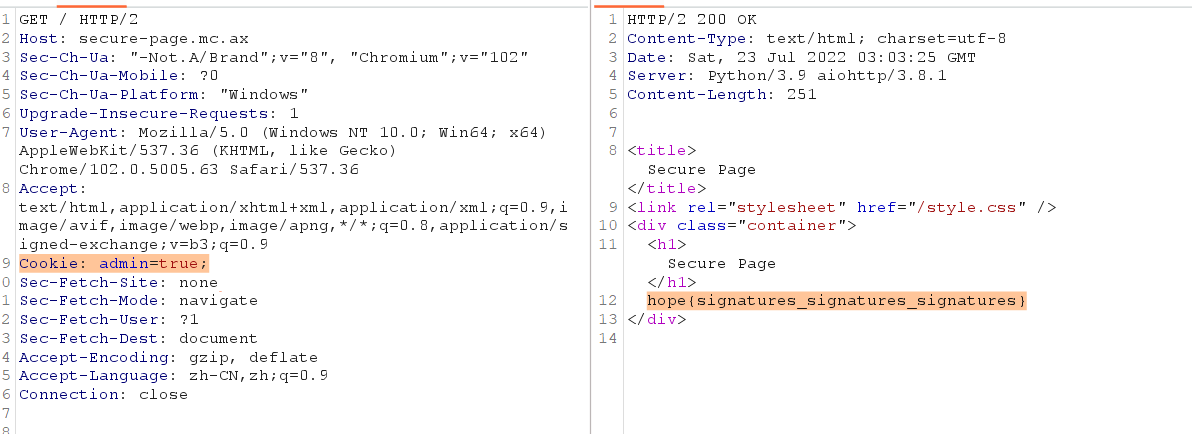 1 GET / HTTP/2
2 Host: secure-page.mc.ax
3 Sec-Ch-Ua: "-Not.A/Brand";v="8", "Chromium";v="102"
4 Sec-Ch-Ua-Mobile: ?0
5 Sec-Ch-Ua-Platform: "Windows"
6 Upgrade-Insecure-Requests: 1
7 User-Agent: Mozilla/5.0 (Windows NT 10.0; Win64; x64)
AppleWebKit/537.36 (KHTML, like Gecko)
Chrome/102.0.5005.63 Safari/537.36
8 Accept:
text/html,application/xhtml+xml,application/xml;q=0.9,i
mage/avif,image/webp,image/apng,*/*;q=0.8,application/s
igned-exchange;v=b3;q=0.9
9 Cookie: admin=true;
0 Sec-Fetch-Site: none
1 Sec-Fetch-Mode: navigate
2 Sec-Fetch-User: ?1
3 Sec-Fetch-Dest: document
4 Accept-Encoding: gzip, deflate
5 Accept-Language: zh-CN,zh;q=0.9
6 Connection: close
7
8
1 HTTP/2 200 OK
2 Content-Type: text/html; charset=utf-8
3 Date: Sat, 23 Jul 2022 03:03:25 GMT
4 Server: Python/3.9 aiohttp/3.8.1
5 Content-Length: 251
6
7
8 <title>
Secure Page
</title>
9 <link rel="stylesheet" href="/style.css" />
10 <div class="container">
11 <h1>
Secure Page
</h1>
12 hope{signatures_signatures_signatures}
13 </div>
14